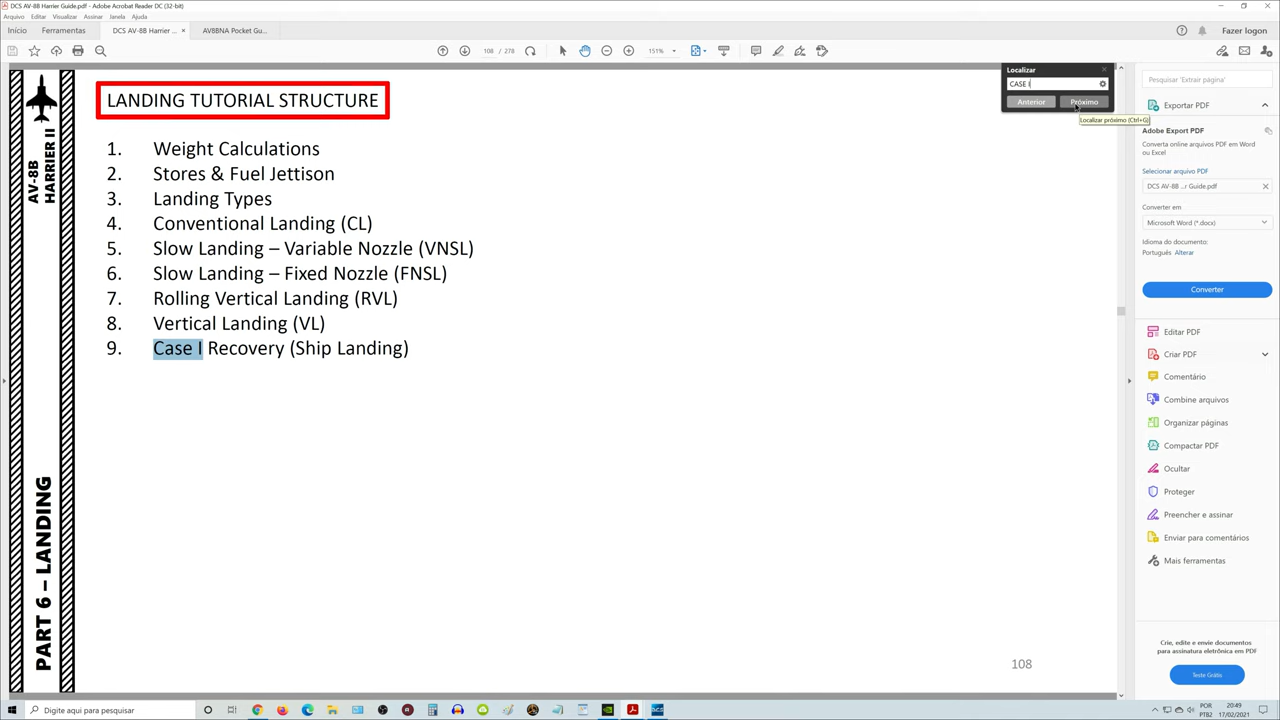 DCS AV-8B Harrier Guide.pdf - Adobe Acrobat Reader DC (32-bit)
Arquivo Editar Visualizar Assinar Janela Ajuda
Início Ferramentas DCS AV-8B Harrier ... × AV8BNA Pocket Gu... Fazer logon
108 / 278 151%
Localizar
CASE I
Anterior Próximo
Localizar próximo (Ctrl+G)
AV-8B
HARRIER II
PART 6 – LANDING
LANDING TUTORIAL STRUCTURE
1. Weight Calculations
2. Stores & Fuel Jettison
3. Landing Types
4. Conventional Landing (CL)
5. Slow Landing – Variable Nozzle (VNSL)
6. Slow Landing – Fixed Nozzle (FNSL)
7. Rolling Vertical Landing (RVL)
8. Vertical Landing (VL)
9. Case I Recovery (Ship Landing)
108
Pesquisar 'Extrair página'
Exportar PDF
Adobe Export PDF
Converta online arquivos PDF em Word
ou Excel
Selecionar arquivo PDF
DCS AV-8B ...r Guide.pdf
Converter em
Microsoft Word (*.docx)
Idioma do documento:
Português Alterar
Converter
Editar PDF
Criar PDF
Comentário
Combine arquivos
Organizar páginas
Compactar PDF
Ocultar
Proteger
Preencher e assinar
Enviar para comentários
Mais ferramentas
Crie, edite e envie documentos
para assinatura eletrônica em PDF
Teste Grátis
Digite aqui para pesquisar
POR
PTB2
20:49
17/02/2021